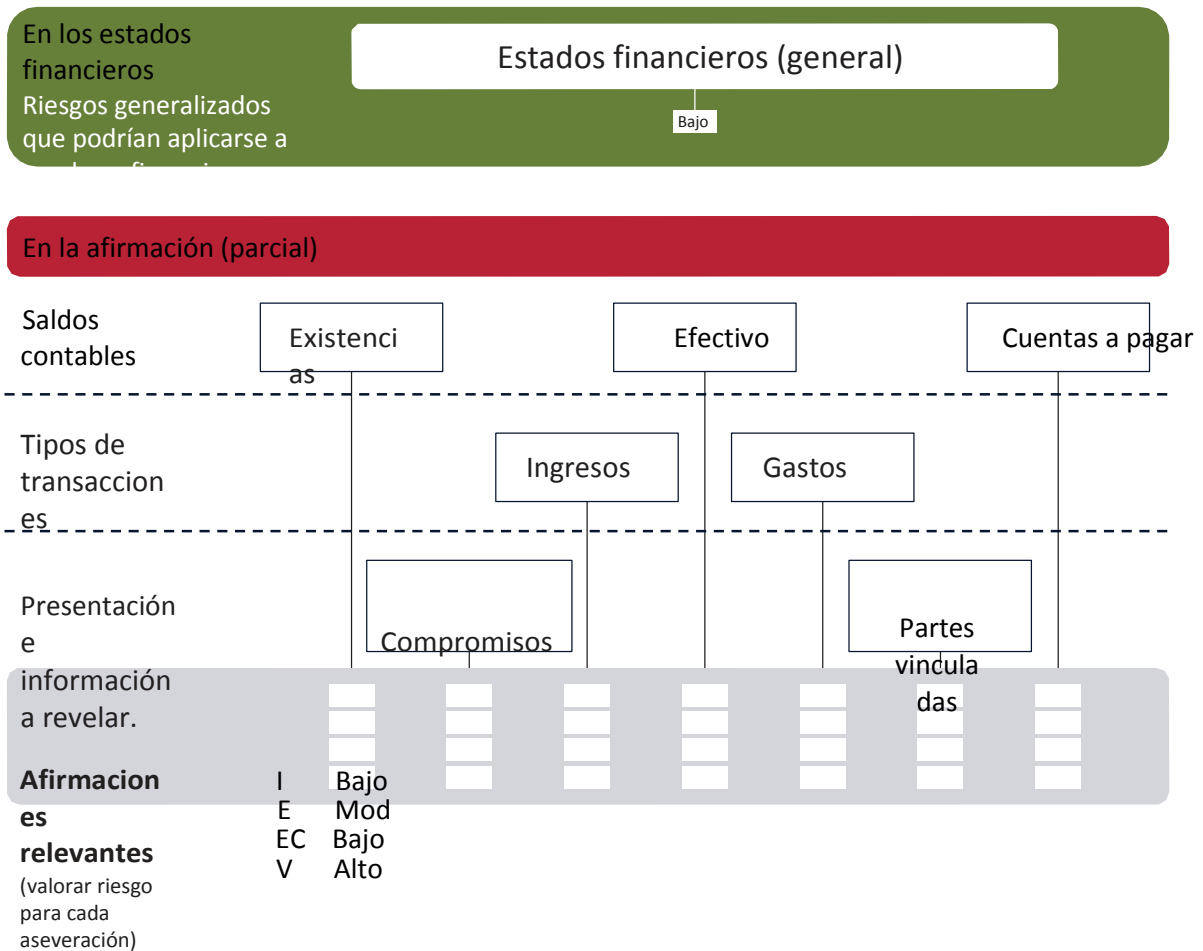 En los estados
financieros
Riesgos generalizados
que podrían aplicarse a
Estados financieros (general)
Bajo
En la afirmación (parcial)
Saldos
contables
Existenci
as
Efectivo
Cuentas a pagar
Tipos de
transaccion
es
Ingresos
Gastos
Presentación
e
información
a revelar.
Compromisos
Partes
vincula
das
Afirmacion
es
relevantes
(valorar riesgo
para cada
aseveración)
I Bajo
E Mod
EC Bajo
V Alto